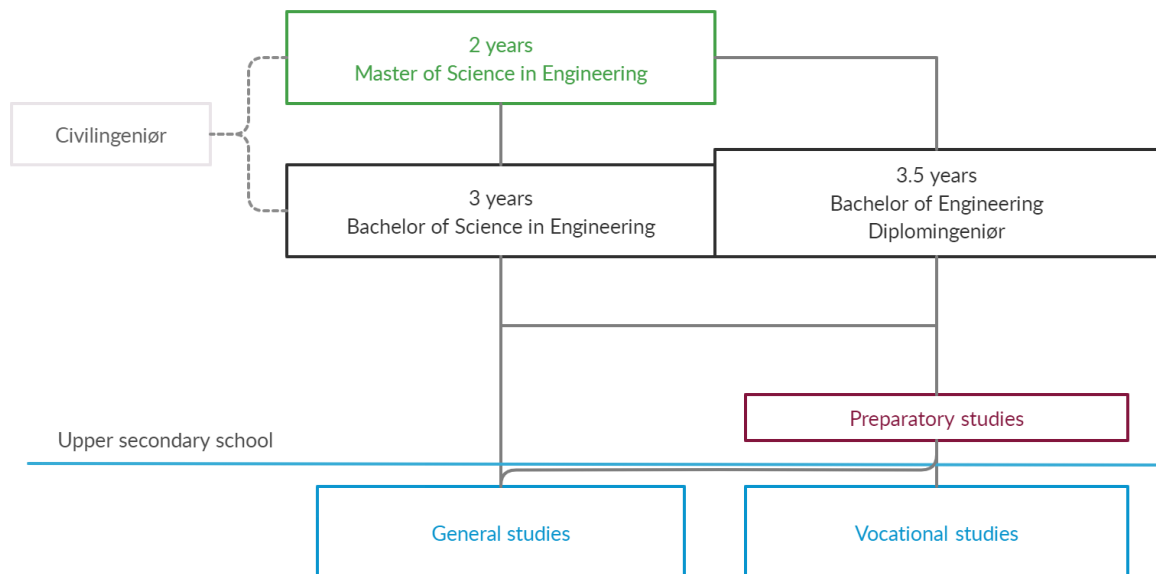 2 years
Master of Science in Engineering
Civilingeniør
3 years
Bachelor of Science in Engineering
3.5 years
Bachelor of Engineering
Diplomingeniør
Preparatory studies
Upper secondary school
General studies
Vocational studies